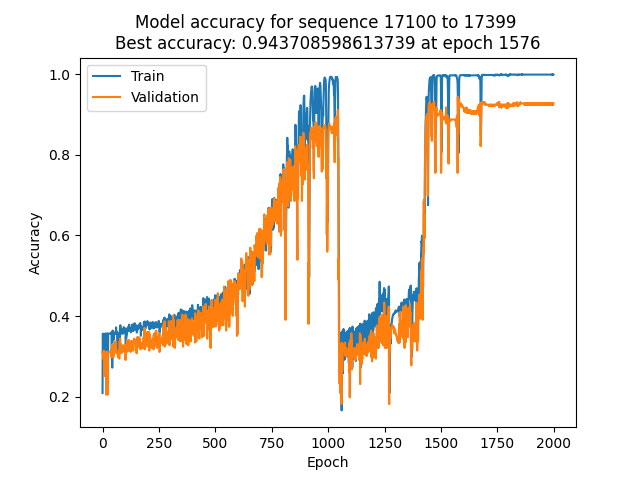 Model accuracy for sequence 17100 to 17399
Best accuracy: 0.943708598613739 at epoch 1576
Train
Validation
1.0
0.8
0.6
0.4
0.2
Accuracy
0
250
500
750
1000
1250
1500
1750
2000
Epoch